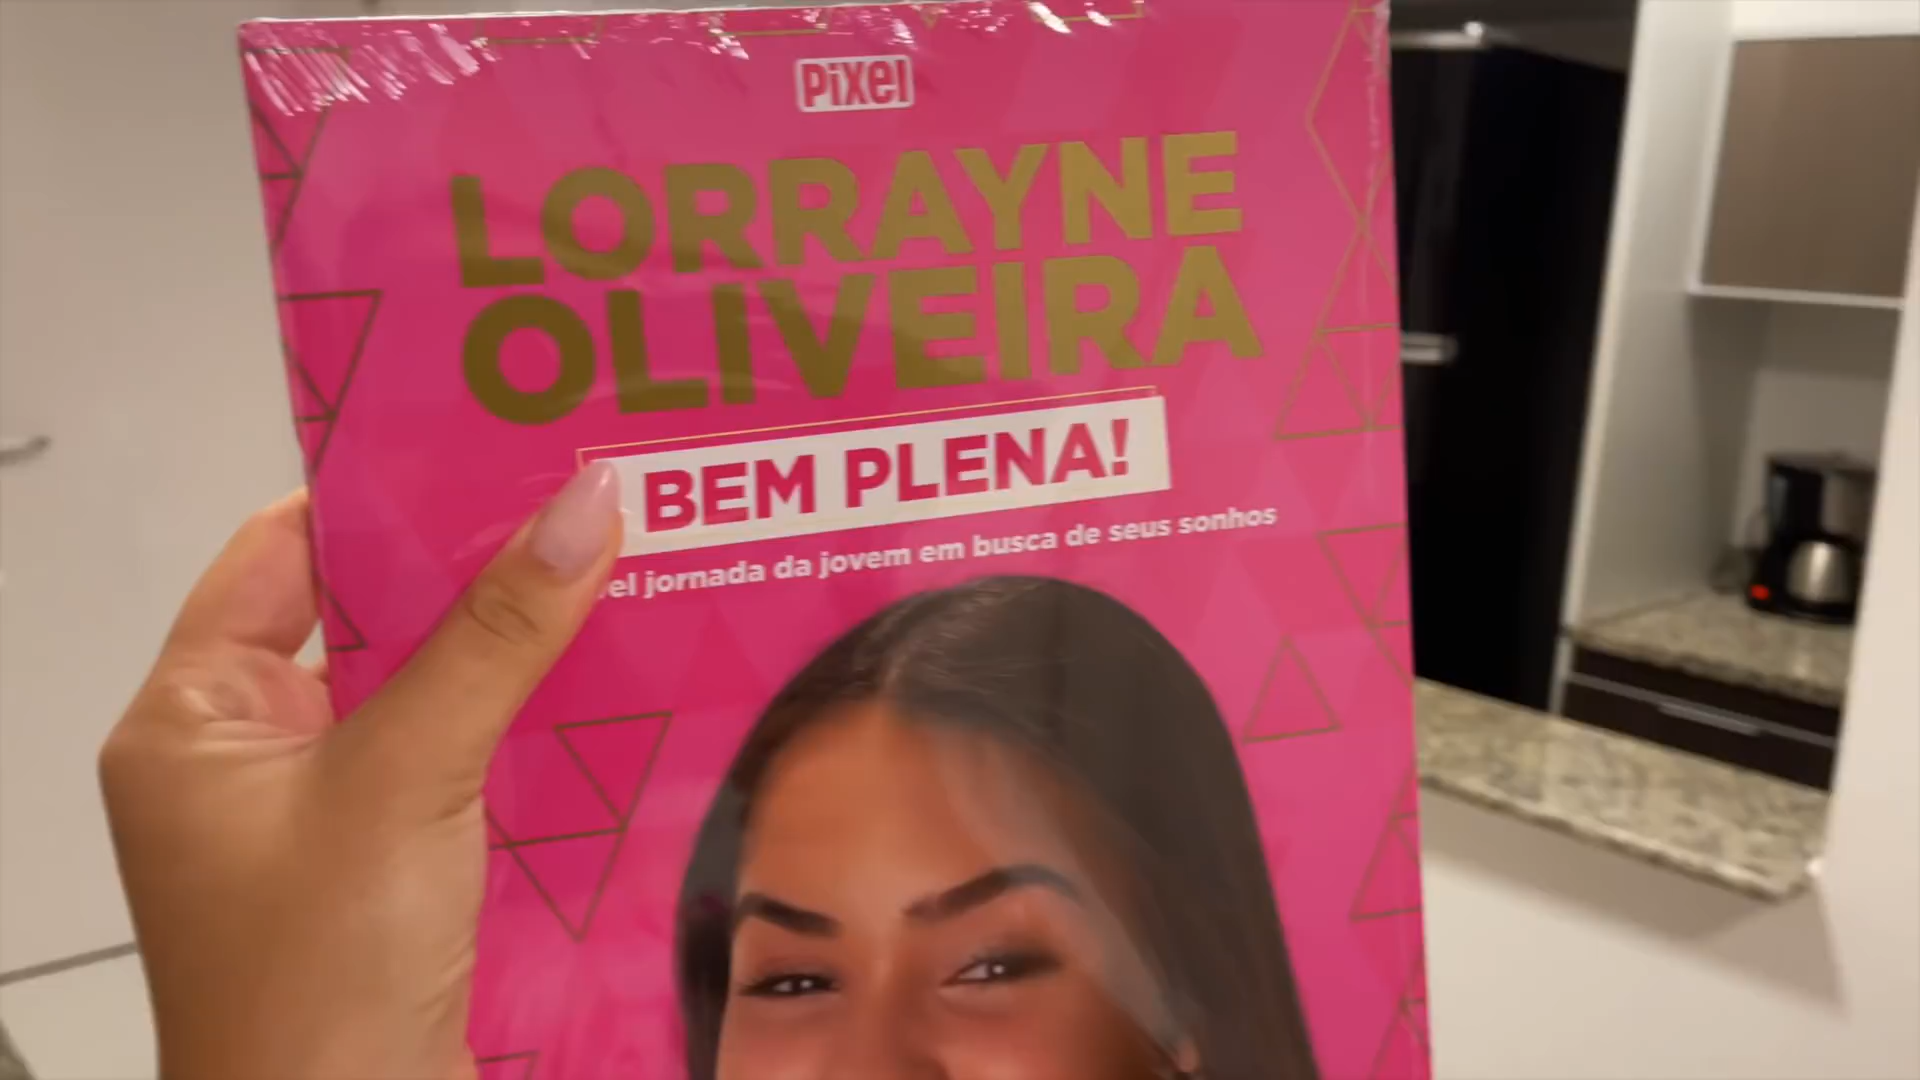 PiXel
LORRAYNE
OLIVEIRA
BEM PLENA!
jornada da jovem em busca de seus sonhos